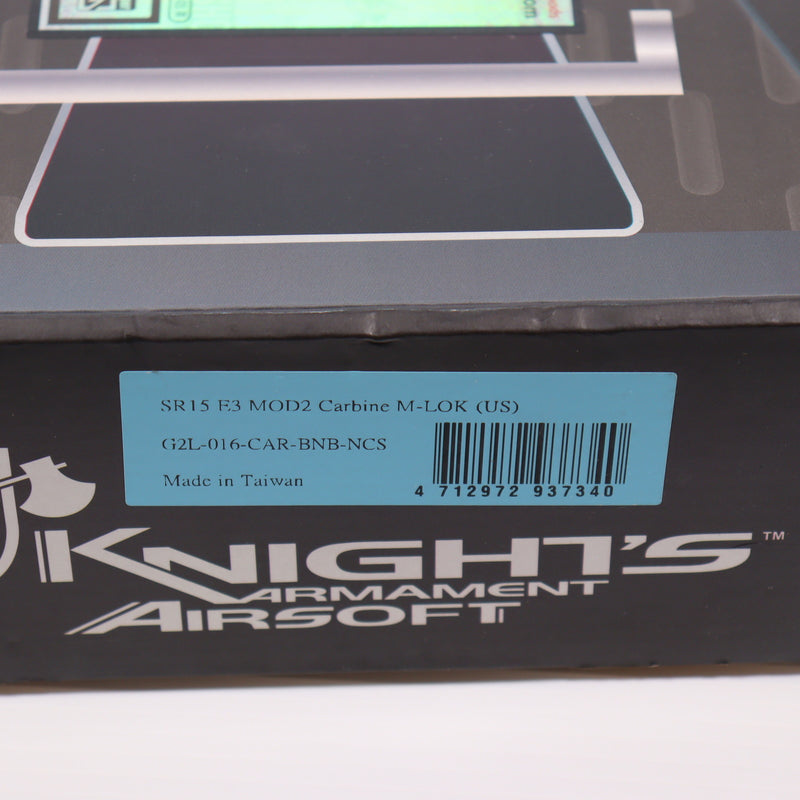 SR15 E3 MOD2 Carbine M-LOK (US)
G2L-016-CAR-BNB-NCS
Made in Taiwan
4 712972 937340
KNIGHT'S™
ARMAMENT
AIRSOFT